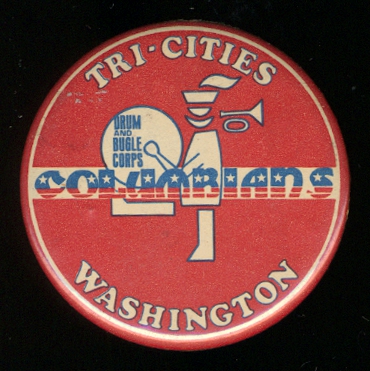 TRI-CITIES
DRUM
AND
BUGLE
CORPS
COLUMBIANS
WASHINGTON